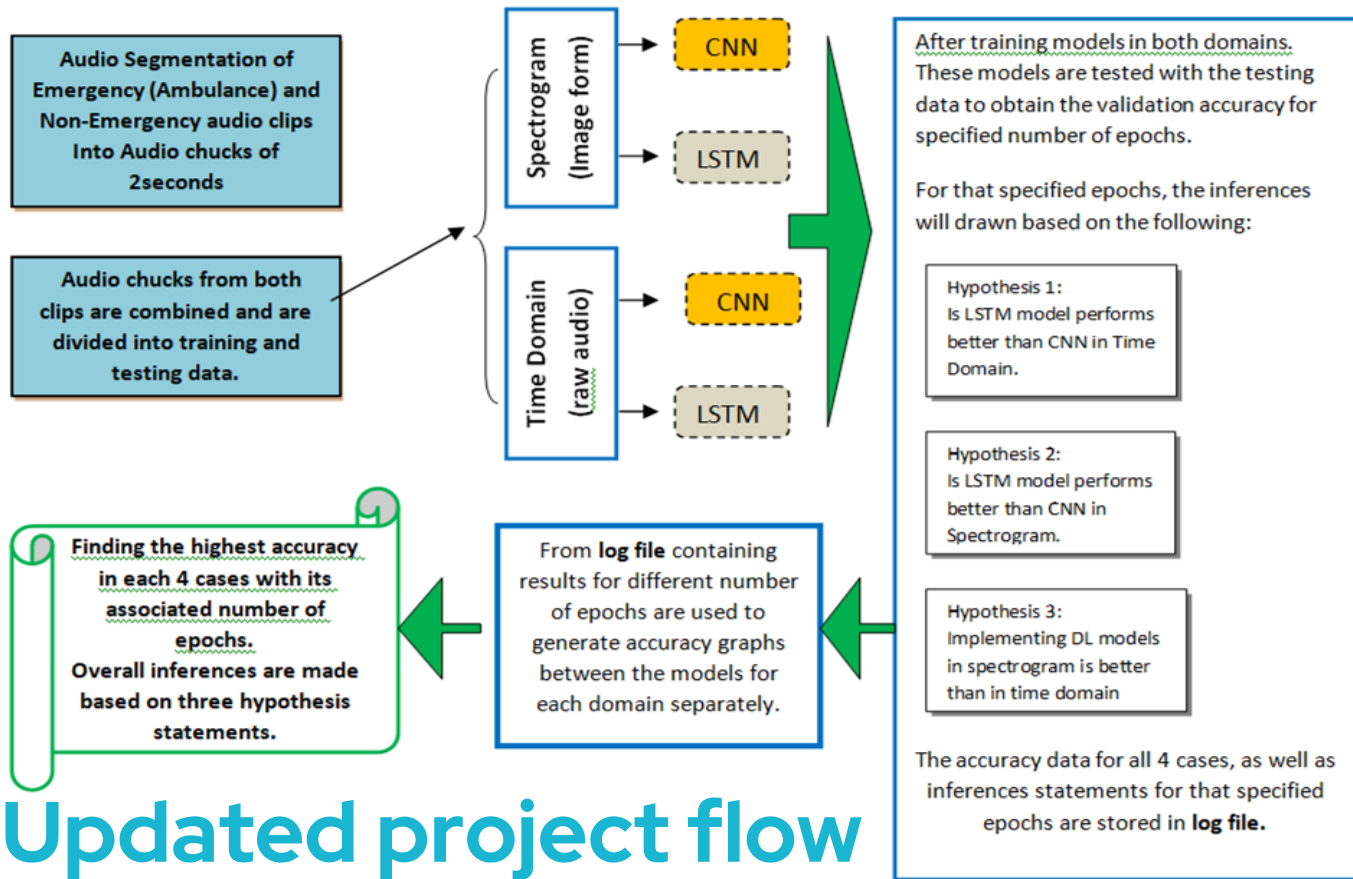 Audio Segmentation of
Emergency (Ambulance) and
Non-Emergency audio clips
Into Audio chucks of
2seconds
Audio chucks from both
clips are combined and are
divided into training and
testing data.
Spectrogram
(Image form)
CNN
LSTM
Time Domain
(raw audio)
CNN
LSTM
After training models in both domains.
These models are tested with the testing
data to obtain the validation accuracy for
specified number of epochs.
For that specified epochs, the inferences
will drawn based on the following:
Hypothesis 1:
Is LSTM model performs
better than CNN in Time
Domain.
Hypothesis 2:
Is LSTM model performs
better than CNN in
Spectrogram.
Hypothesis 3:
Implementing DL models
in spectrogram is better
than in time domain
The accuracy data for all 4 cases, as well as
inferences statements for that specified
epochs are stored in log file.
From log file containing
results for different number
of epochs are used to
generate accuracy graphs
between the models for
each domain separately.
Finding the highest accuracy
in each 4 cases with its
associated number of
epochs.
Overall inferences are made
based on three hypothesis
statements.
Updated project flow